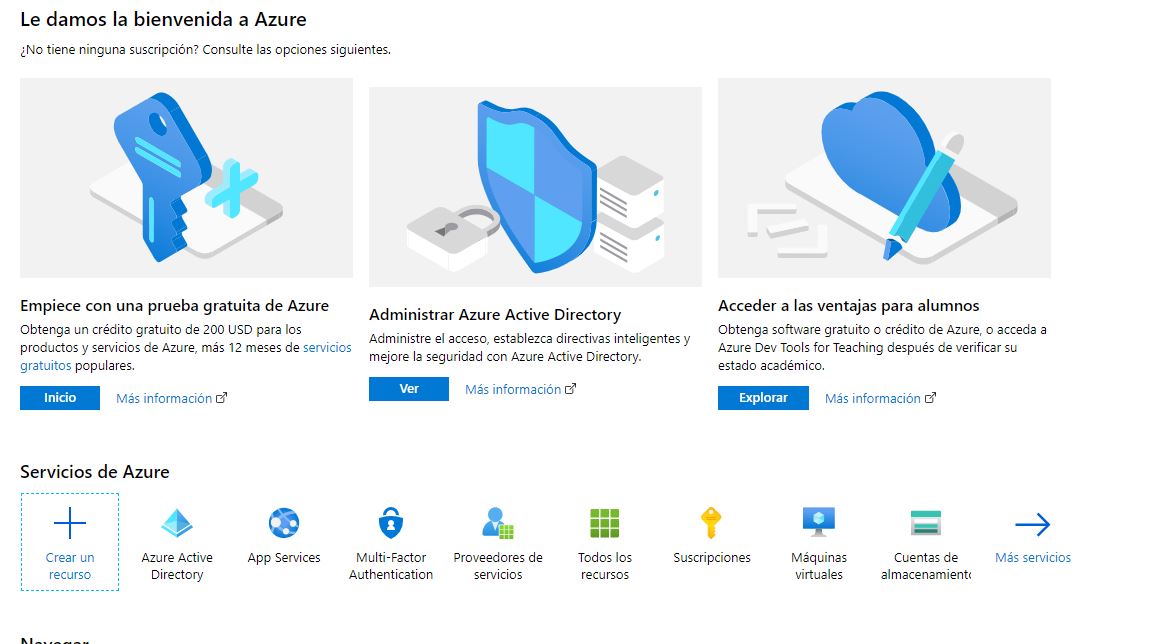 Le damos la bienvenida a Azure
¿No tiene ninguna suscripción? Consulte las opciones siguientes.
Empiece con una prueba gratuita de Azure
Obtenga un crédito gratuito de 200 USD para los
productos y servicios de Azure, más 12 meses de servicios
gratuitos populares.
Inicio Más información
Administrar Azure Active Directory
Administre el acceso, establezca directivas inteligentes y
mejore la seguridad con Azure Active Directory.
Ver Más información
Acceder a las ventajas para alumnos
Obtenga software gratuito o crédito de Azure, o acceda a
Azure Dev Tools for Teaching después de verificar su
estado académico.
Explorar Más información
Servicios de Azure
Crear un
recurso
Azure Active
Directory
App Services
Multi-Factor
Authentication
Proveedores de
servicios
Todos los
recursos
Suscripciones
Máquinas
virtuales
Cuentas de
almacenamiento
Más servicios
Navegar